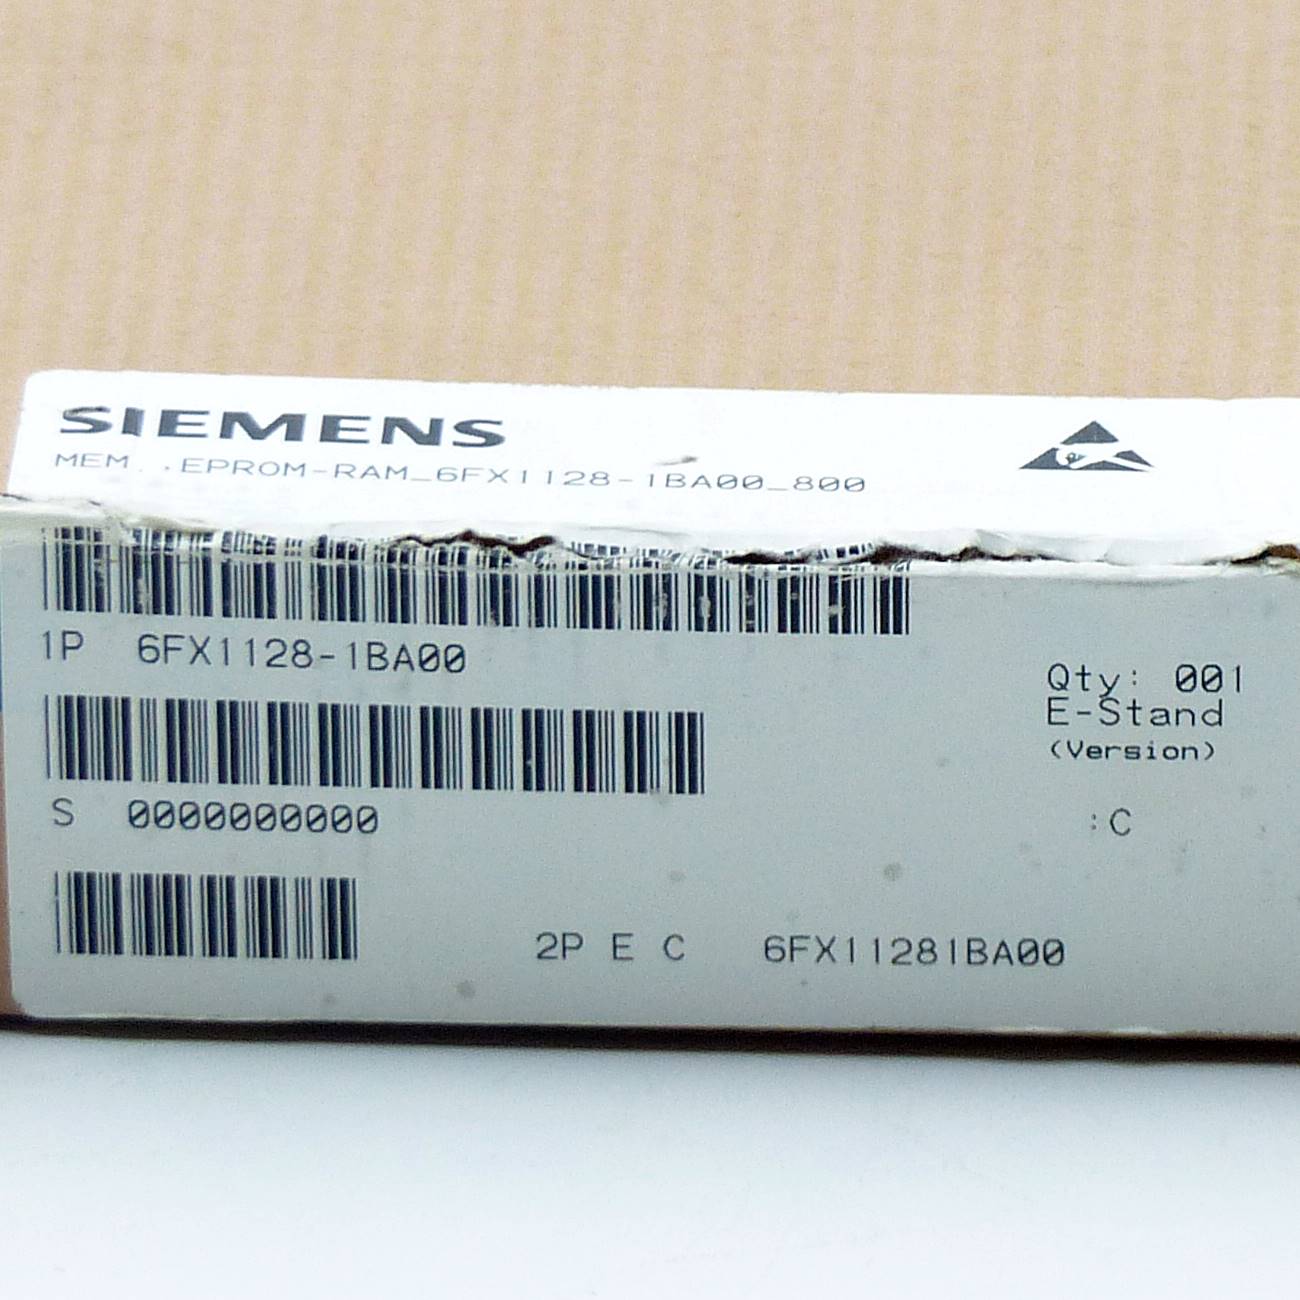 SIEMENS
MEM. .EPROM-RAM_6FX1128-1BA00_800
1P 6FX1128-1BA00
Qty: 001
E-Stand
(Version)
S 0000000000
:C
2P E C 6FX11281BA00